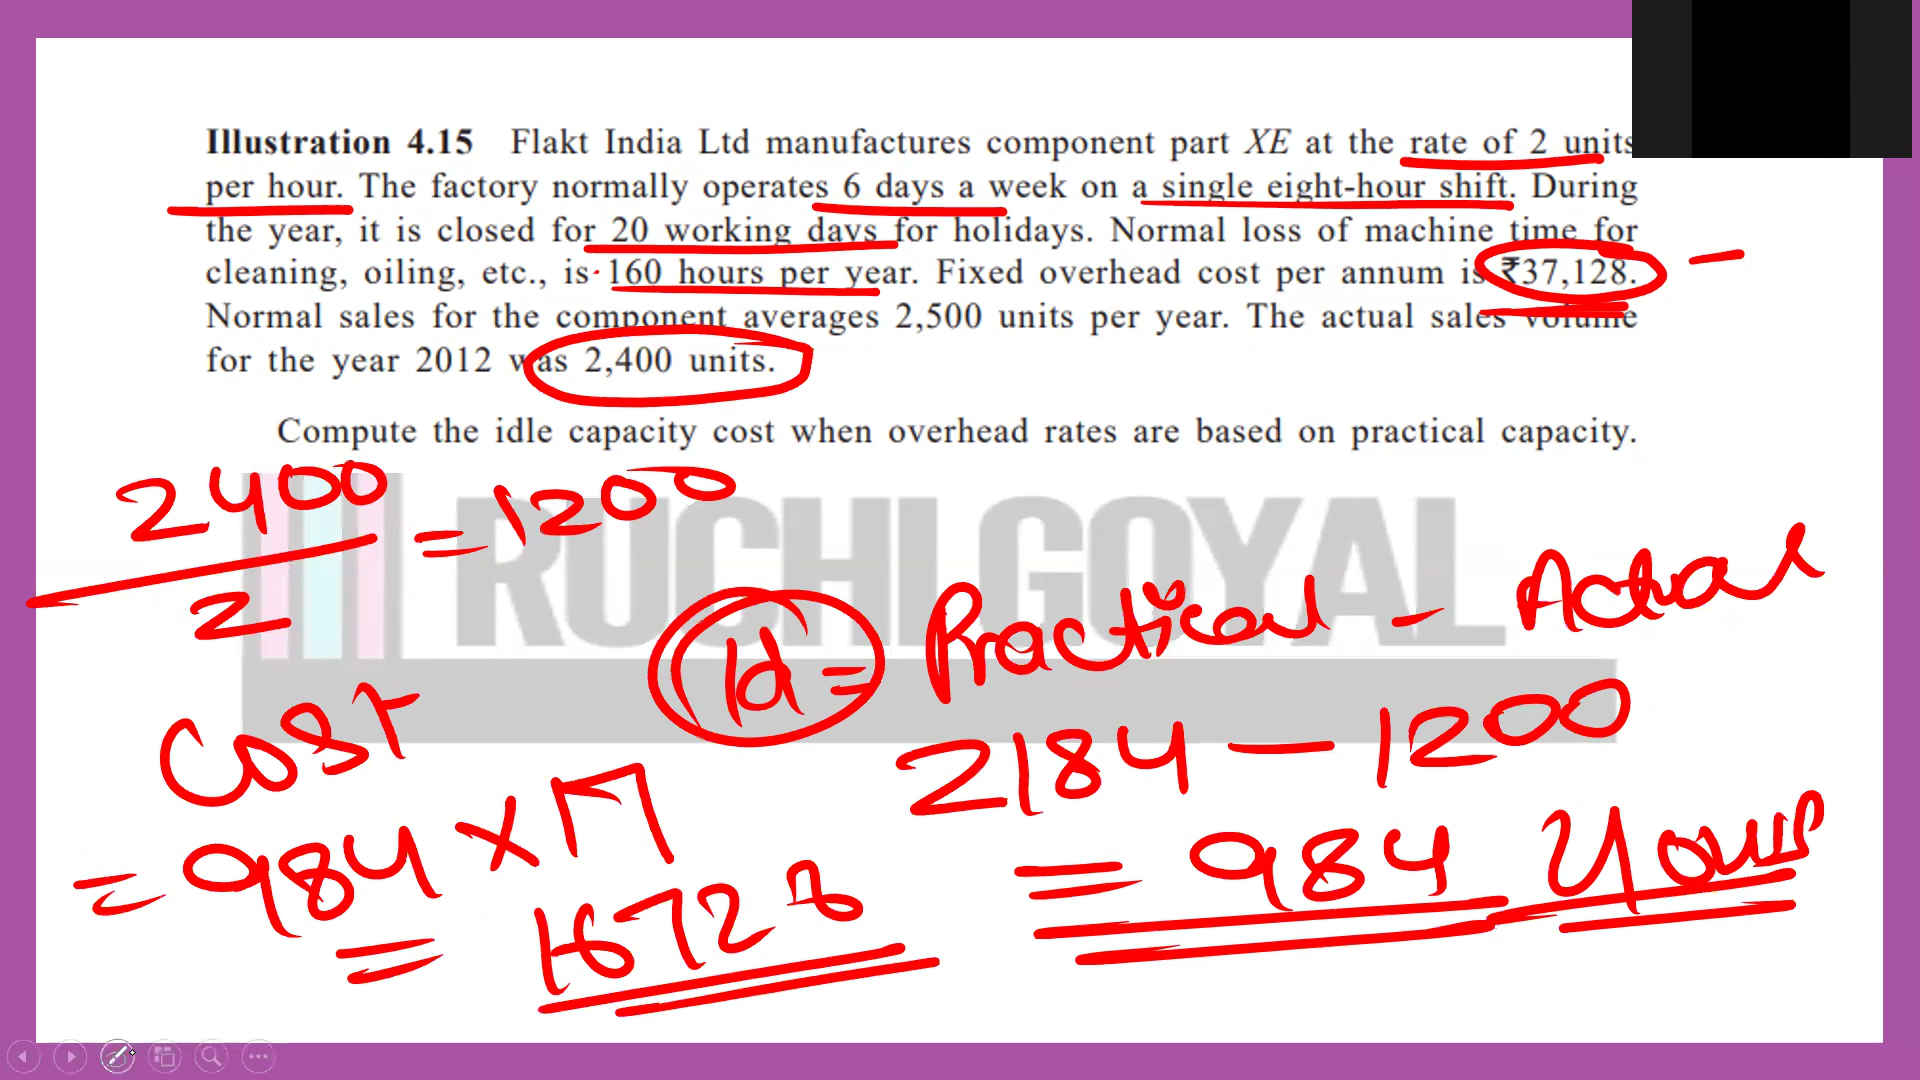 Illustration 4.15 Flakt India Ltd manufactures component part XE at the rate of 2 units
per hour. The factory normally operates 6 days a week on a single eight-hour shift. During
the year, it is closed for 20 working days for holidays. Normal loss of machine time for
cleaning, oiling, etc., is 160 hours per year. Fixed overhead cost per annum is ₹37,128.
Normal sales for the component averages 2,500 units per year. The actual sales volume
for the year 2012 was 2,400 units.
Compute the idle capacity cost when overhead rates are based on practical capacity.
RUCHI GOYAL
2400
2
= 1200
Id = Practical - Actual
2184 - 1200
= 984 Hour
Cost
= 984 × 17
= 16728